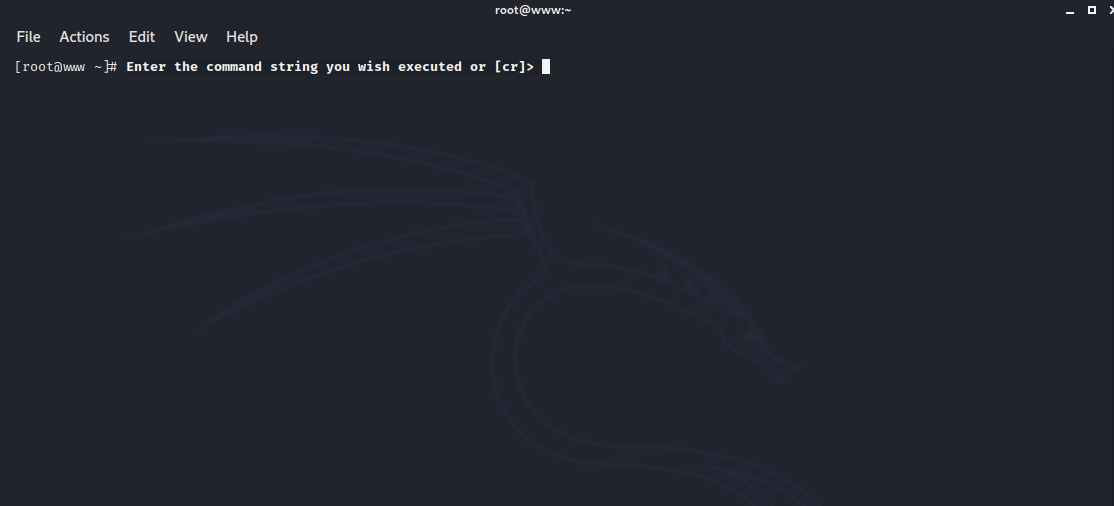 root@www:~
File Actions Edit View Help
[root@www ~]# Enter the command string you wish executed or [cr]>